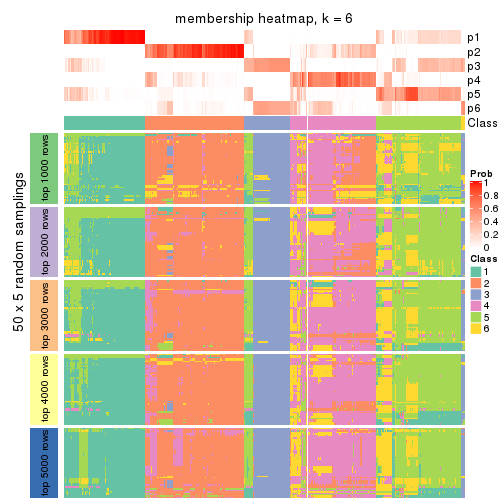 membership heatmap, k = 6
p1
p2
p3
p4
p5
p6
Class
50 x 5 random samplings
top 1000 rows
top 2000 rows
top 3000 rows
top 4000 rows
top 5000 rows
Prob
1
0.8
0.6
0.4
0.2
0
Class
1
2
3
4
5
6